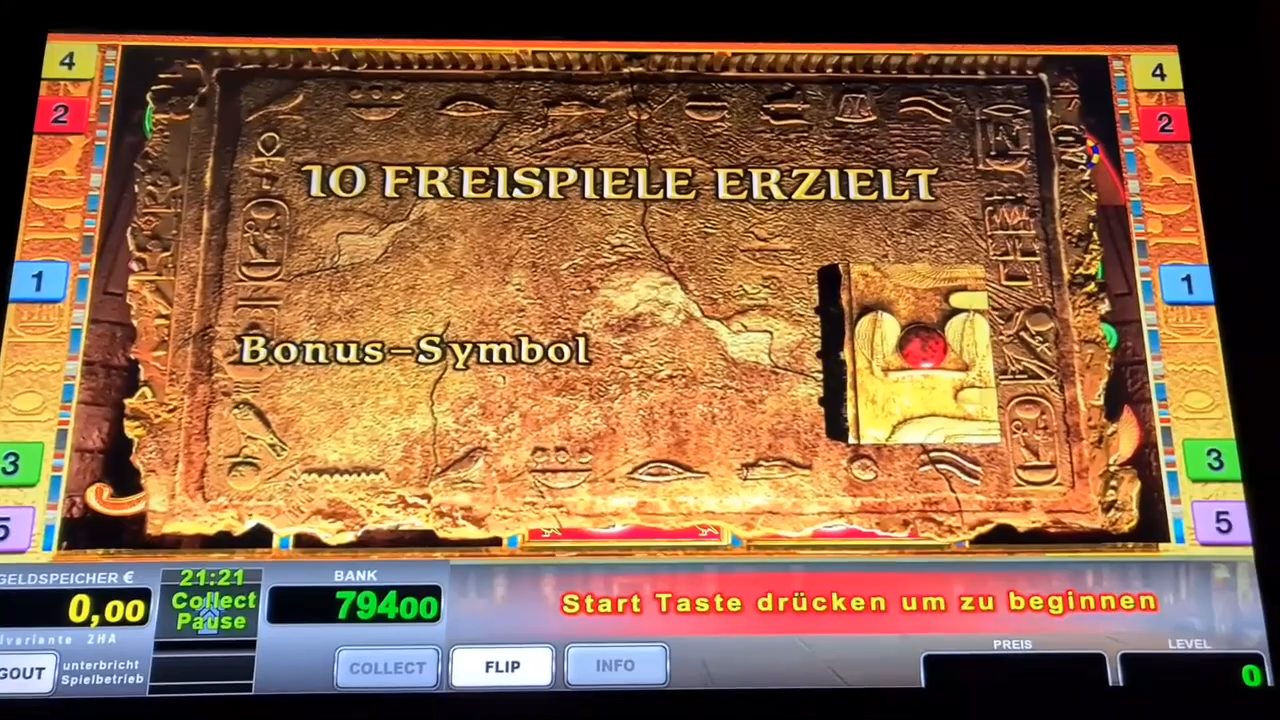 4
4
2
2
10 FREISPIELE ERZIELT
1
1
Bonus-Symbol
3
3
5
5
GELDSPEICHER €
21:21
BANK
0,00
Collect
Pause
79400
Start Taste drücken um zu beginnen
2HA
unterbricht
Spielbetrieb
COLLECT
FLIP
INFO
PREIS
LEVEL
0